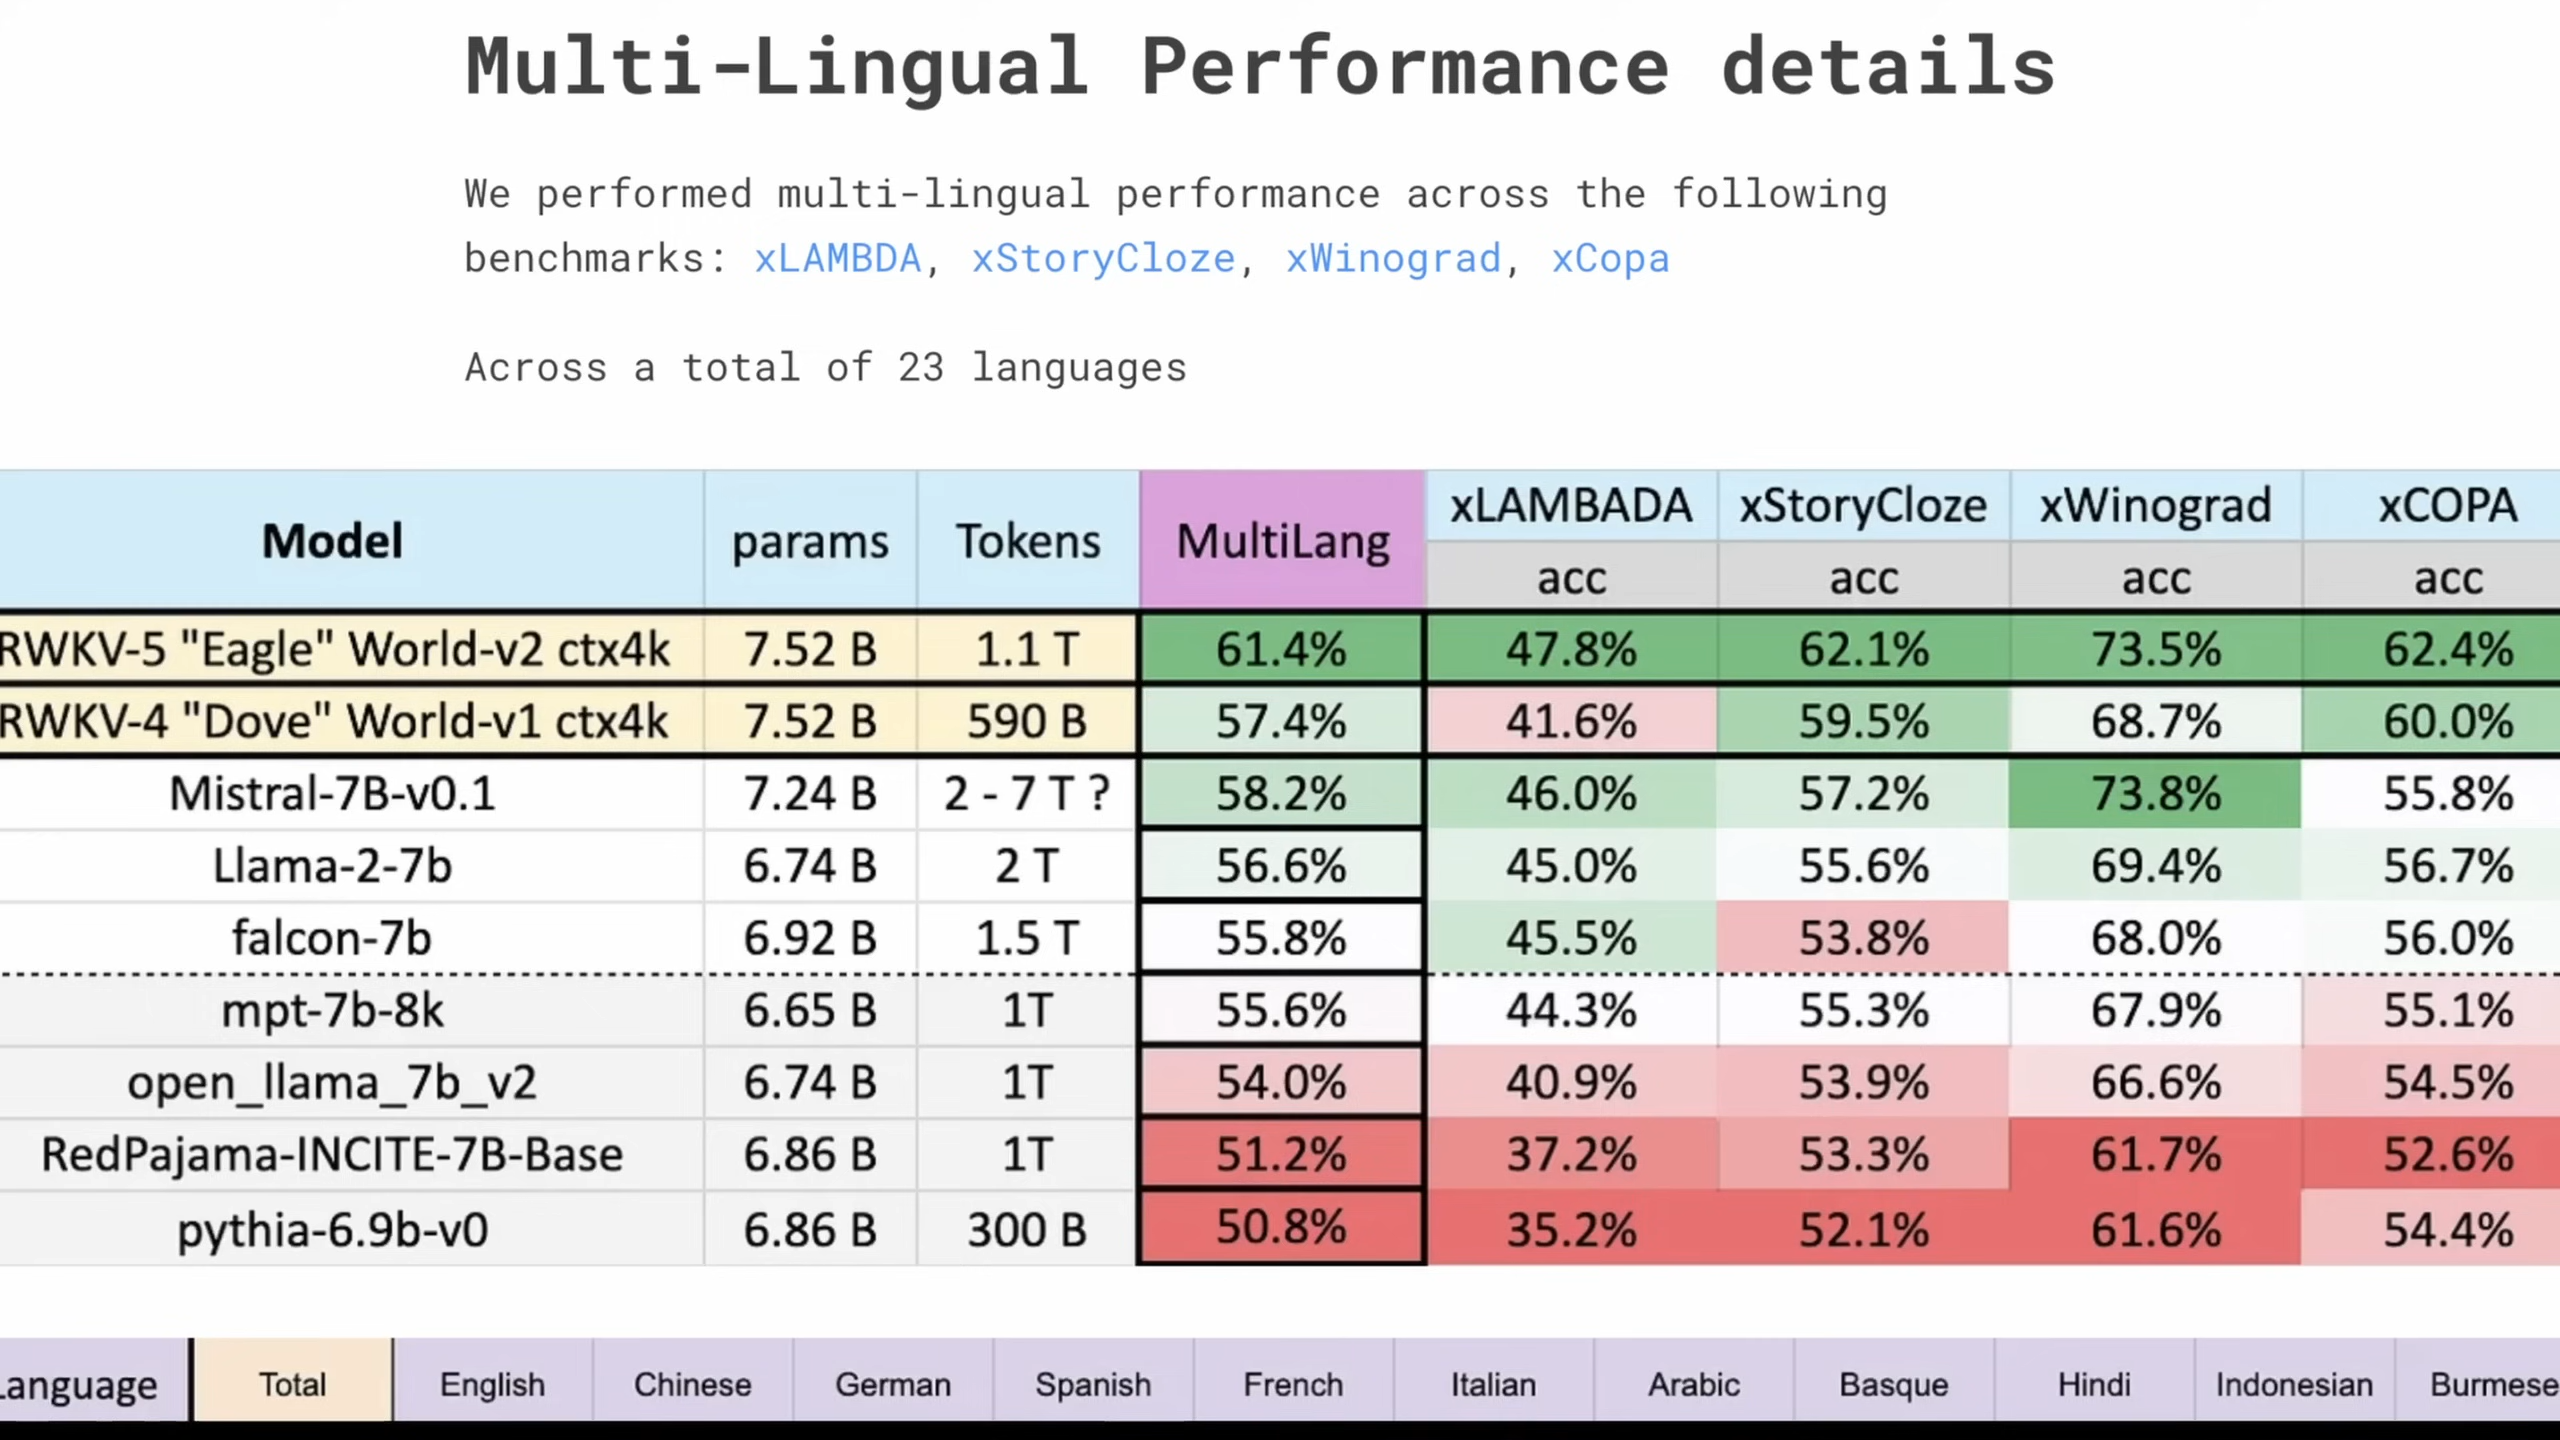 Multi-Lingual Performance details
We performed multi-lingual performance across the following
benchmarks: xLAMBDA, xStoryCloze, xWinograd, xCopa
Across a total of 23 languages
Model params Tokens MultiLang xLAMBADA xStoryCloze xWinograd xCOPA
acc acc acc acc
RWKV-5 "Eagle" World-v2 ctx4k 7.52 B 1.1 T 61.4% 47.8% 62.1% 73.5% 62.4%
RWKV-4 "Dove" World-v1 ctx4k 7.52 B 590 B 57.4% 41.6% 59.5% 68.7% 60.0%
Mistral-7B-v0.1 7.24 B 2 - 7 T ? 58.2% 46.0% 57.2% 73.8% 55.8%
Llama-2-7b 6.74 B 2 T 56.6% 45.0% 55.6% 69.4% 56.7%
falcon-7b 6.92 B 1.5 T 55.8% 45.5% 53.8% 68.0% 56.0%
mpt-7b-8k 6.65 B 1T 55.6% 44.3% 55.3% 67.9% 55.1%
open_llama_7b_v2 6.74 B 1T 54.0% 40.9% 53.9% 66.6% 54.5%
RedPajama-INCITE-7B-Base 6.86 B 1T 51.2% 37.2% 53.3% 61.7% 52.6%
pythia-6.9b-v0 6.86 B 300 B 50.8% 35.2% 52.1% 61.6% 54.4%
Language Total English Chinese German Spanish French Italian Arabic Basque Hindi Indonesian Burmese